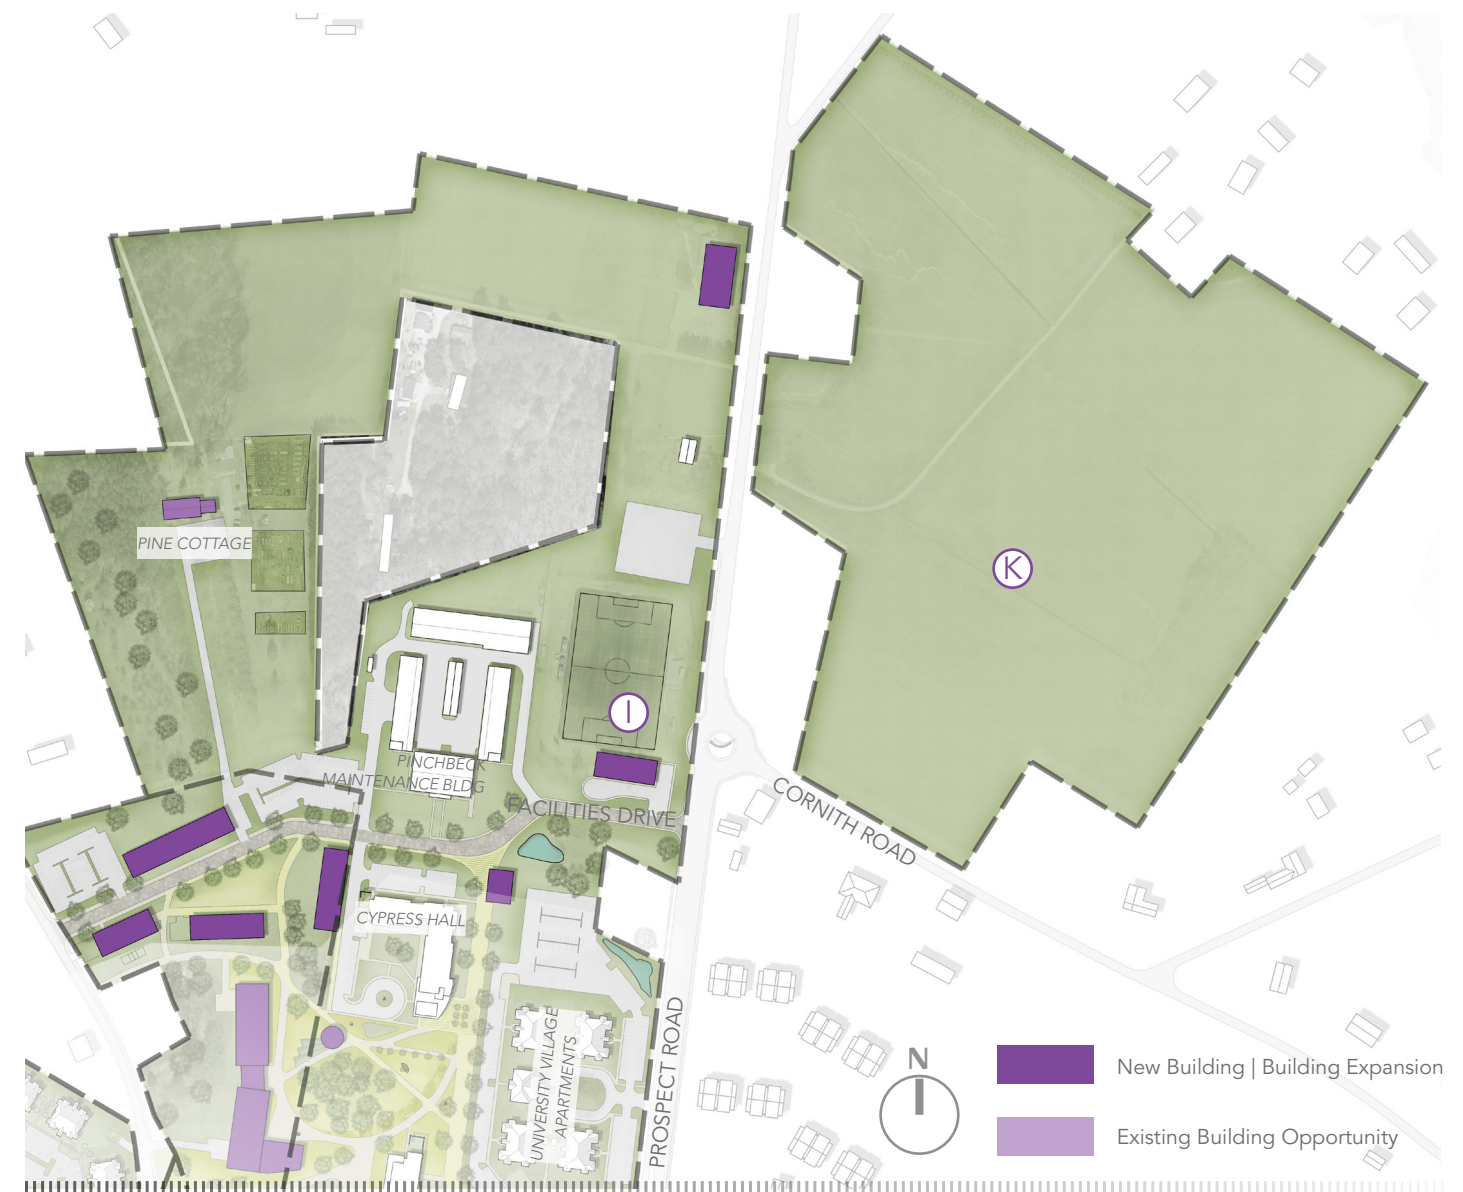 K
PINE COTTAGE
I
PINCHBECK
MAINTENANCE BLDG
FACILITIES DRIVE
CORNITH ROAD
CYPRESS HALL
UNIVERSITY VILLAGE
APARTMENTS
PROSPECT ROAD
N
New Building | Building Expansion
Existing Building Opportunity